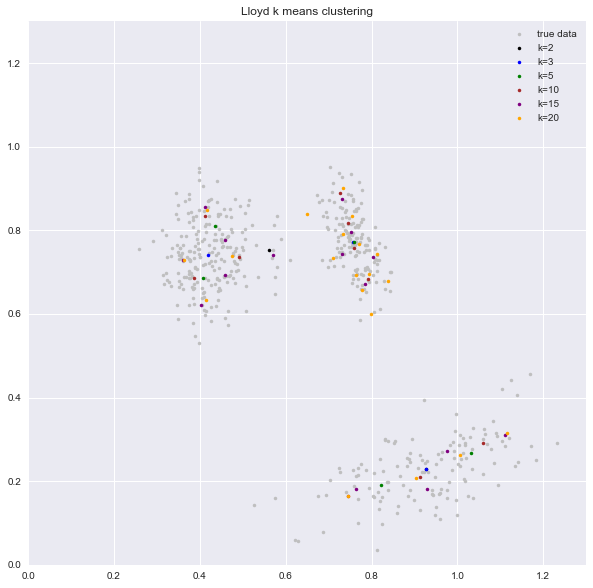 Lloyd k means clustering
true data
k=2
k=3
k=5
k=10
k=15
k=20
1.2
1.0
0.8
0.6
0.4
0.2
0.0
0.0 0.2 0.4 0.6 0.8 1.0 1.2